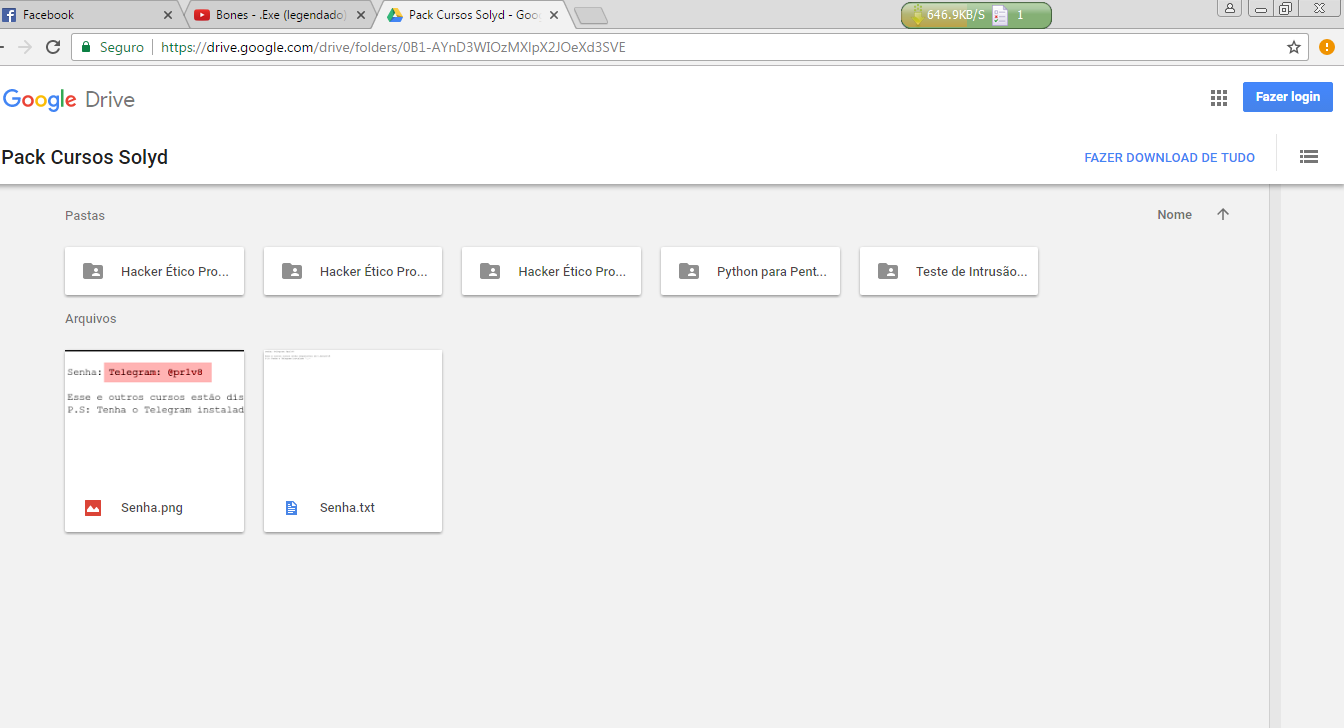 Facebook
Bones - .Exe (legendado)
Pack Cursos Solyd - Goo
646.9KB/S 1
Seguro https://drive.google.com/drive/folders/0B1-AYnD3WIOzMXlpX2JOeXd3SVE
Google Drive
Fazer login
Pack Cursos Solyd
FAZER DOWNLOAD DE TUDO
Pastas
Nome
Hacker Ético Pro...
Hacker Ético Pro...
Hacker Ético Pro...
Python para Pent...
Teste de Intrusão...
Arquivos
Senha: Telegram: @pr1v8
Esse e outros cursos estão dis
P.S: Tenha o Telegram instalad
Senha.png
Senha.txt